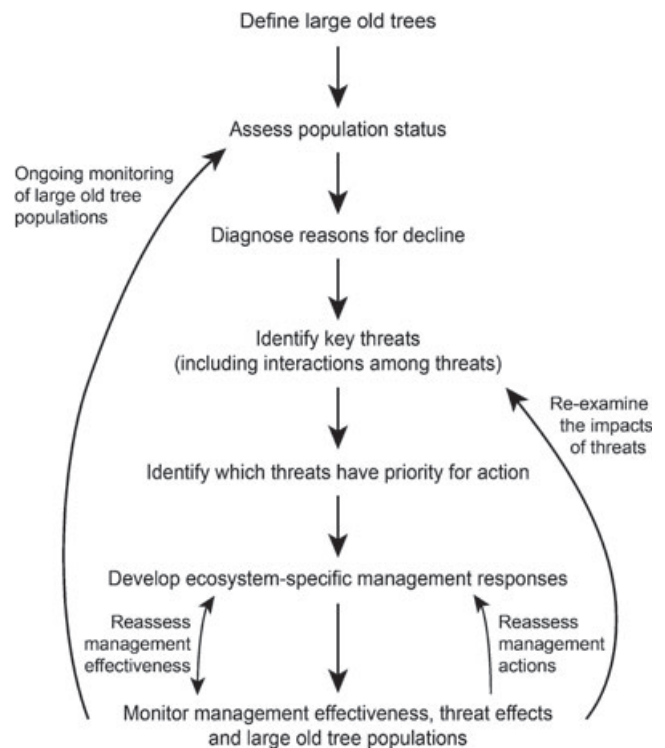 Define large old trees
Assess population status
Ongoing monitoring
of large old tree
populations
Diagnose reasons for decline
Identify key threats
(including interactions among threats)
Re-examine
the impacts
of threats
Identify which threats have priority for action
Develop ecosystem-specific management responses
Reassess
management
effectiveness
Reassess
management
actions
Monitor management effectiveness, threat effects
and large old tree populations